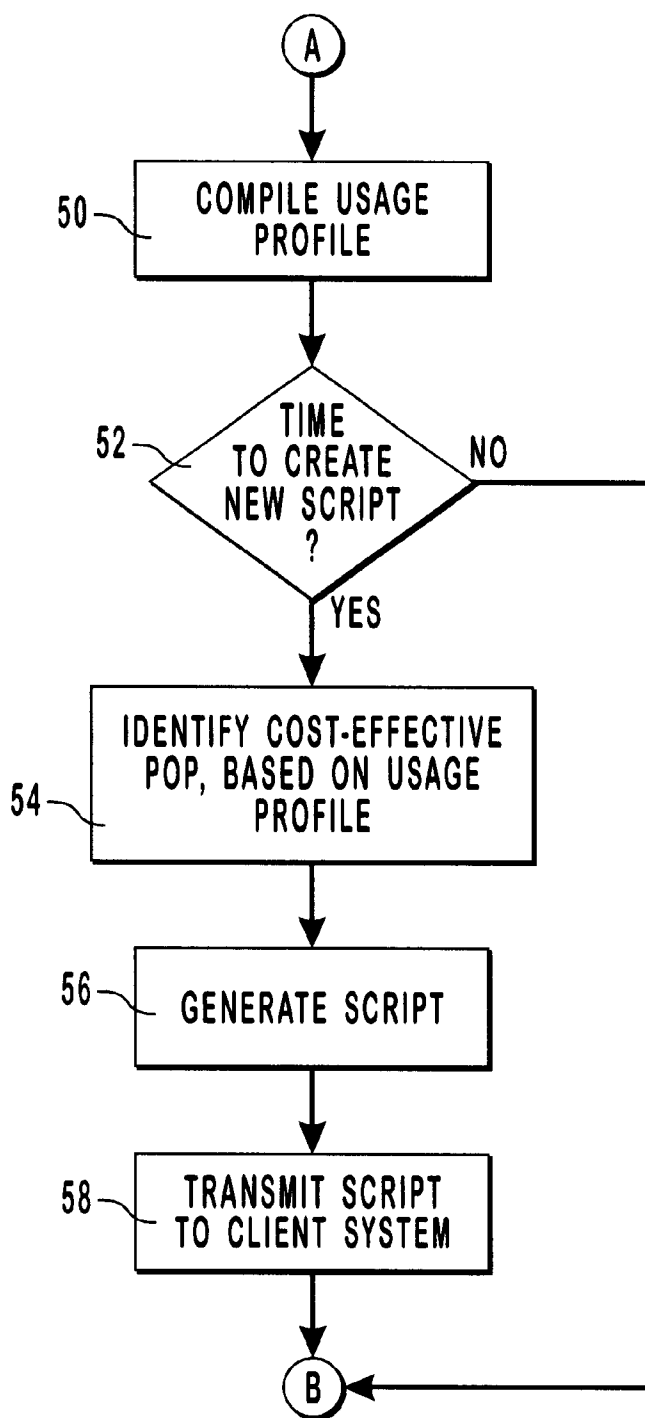 A
50
COMPILE USAGE
PROFILE
52
TIME
TO CREATE
NEW SCRIPT
?
NO
YES
54
IDENTIFY COST-EFFECTIVE
POP, BASED ON USAGE
PROFILE
56
GENERATE SCRIPT
58
TRANSMIT SCRIPT
TO CLIENT SYSTEM
B